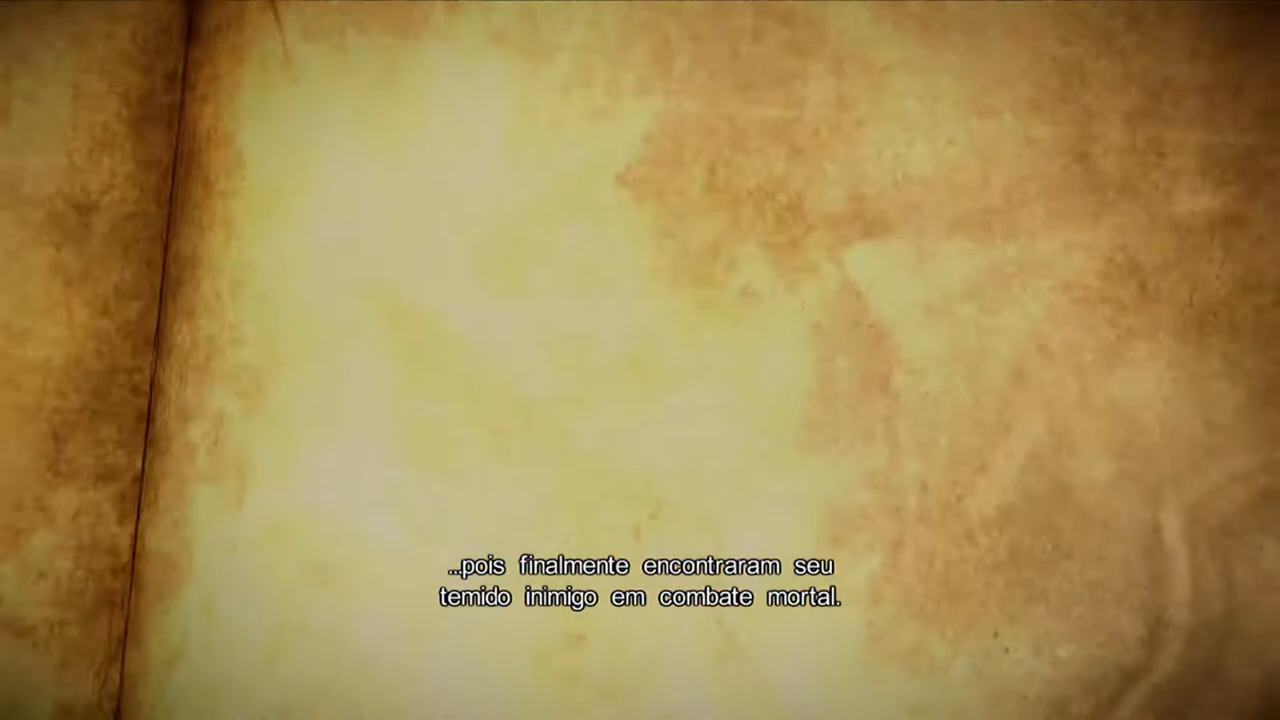 ...pois finalmente encontraram seu
temido inimigo em combate mortal.